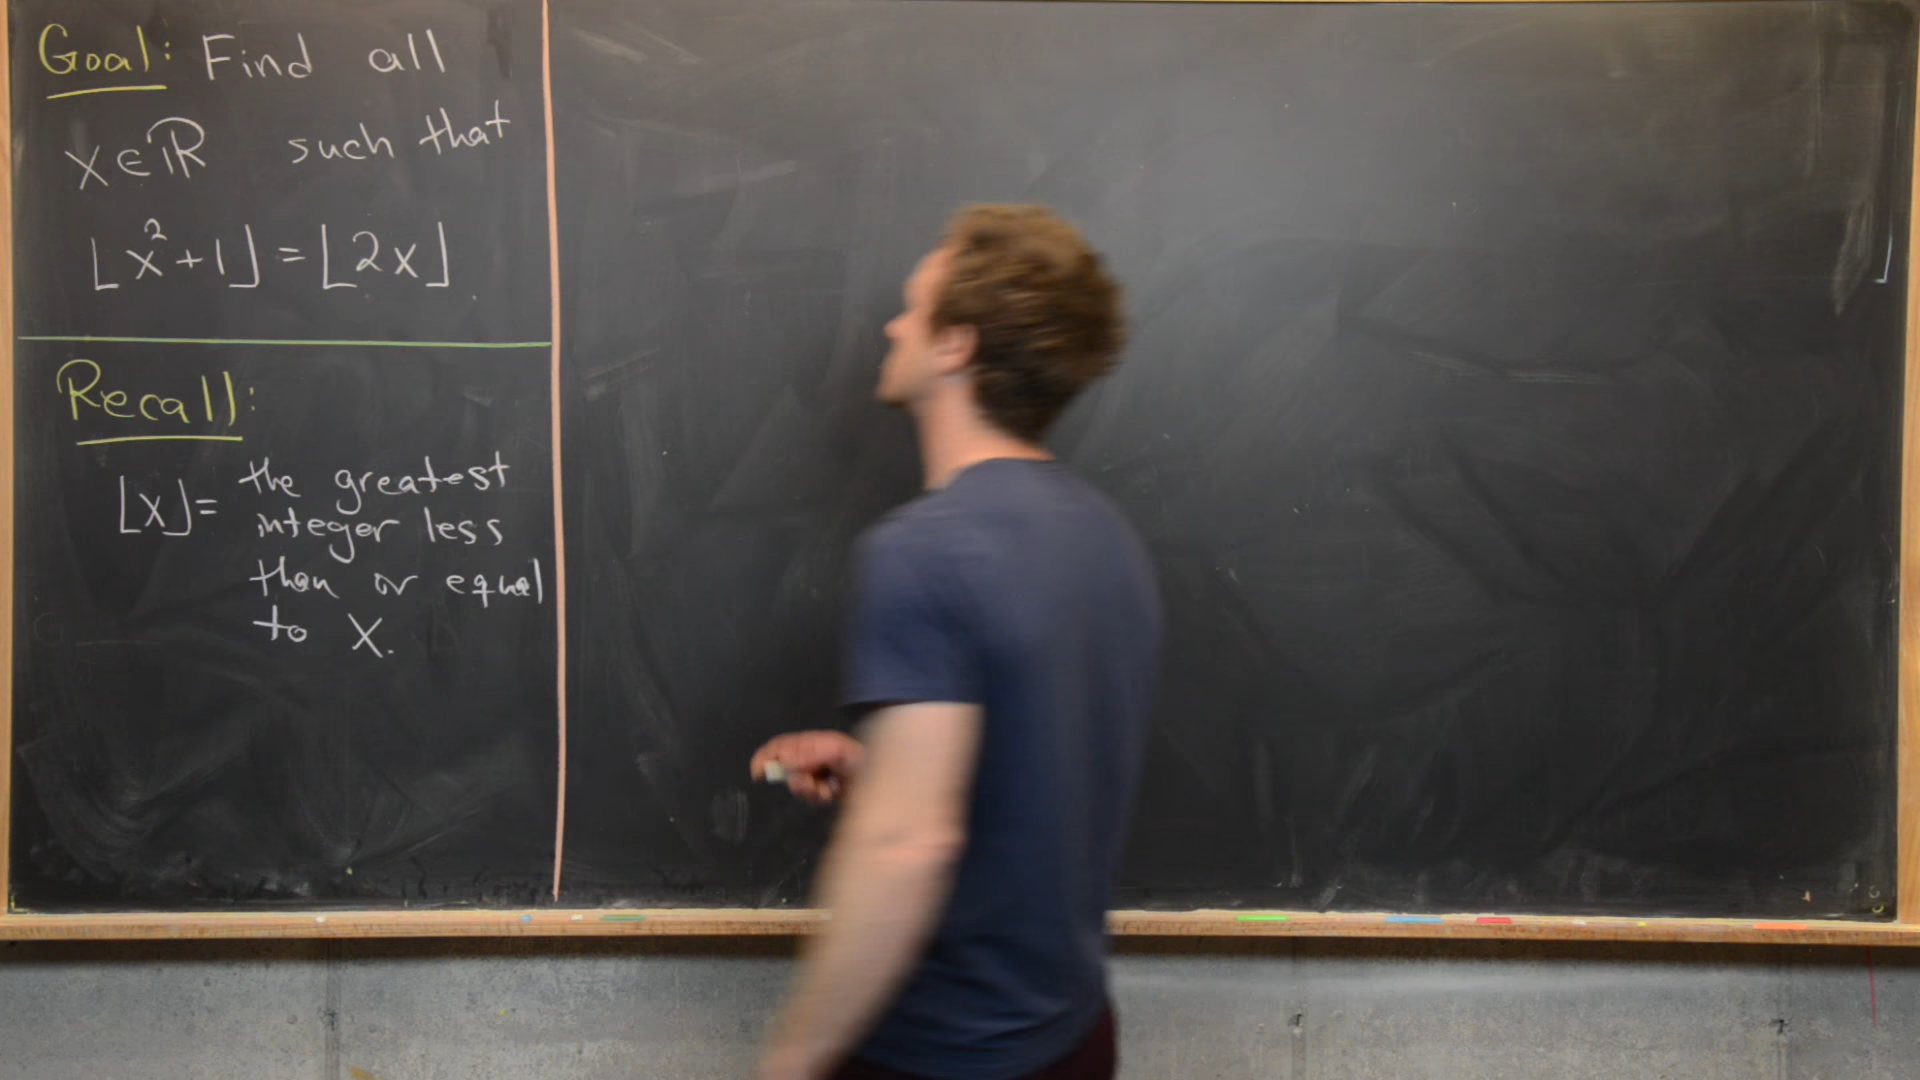 Goal: Find all
x∈ℝ such that
⌊x²+1⌋=⌊2x⌋
Recall:
⌊x⌋= the greatest
integer less
than or equal
to x.